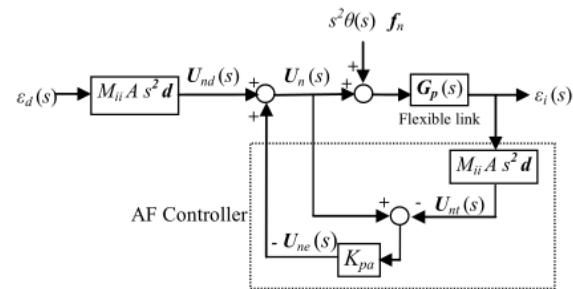 s²θ(s) fₙ
εd(s)
Mᵢᵢ A s² d
Uₙd(s)
+
+
Uₙ(s)
+
+
Gₚ(s)
Flexible link
εᵢ(s)
Mᵢᵢ A s² d
AF Controller
+
-
Uₙₜ(s)
- Uₙₑ(s)
Kₚₐ